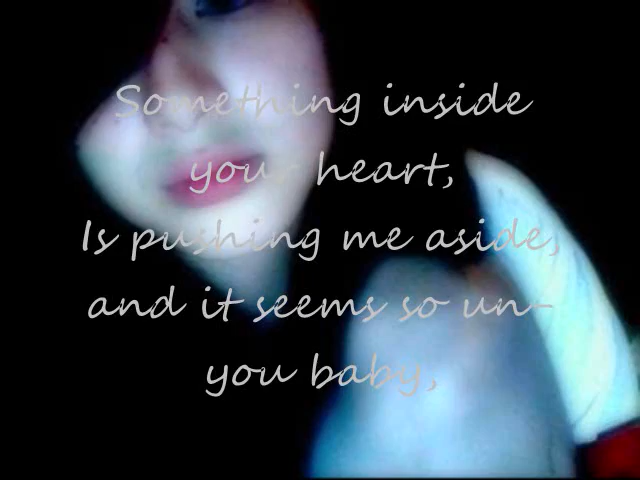 Something inside
your heart,
Is pushing me aside,
and it seems so un-
you baby,